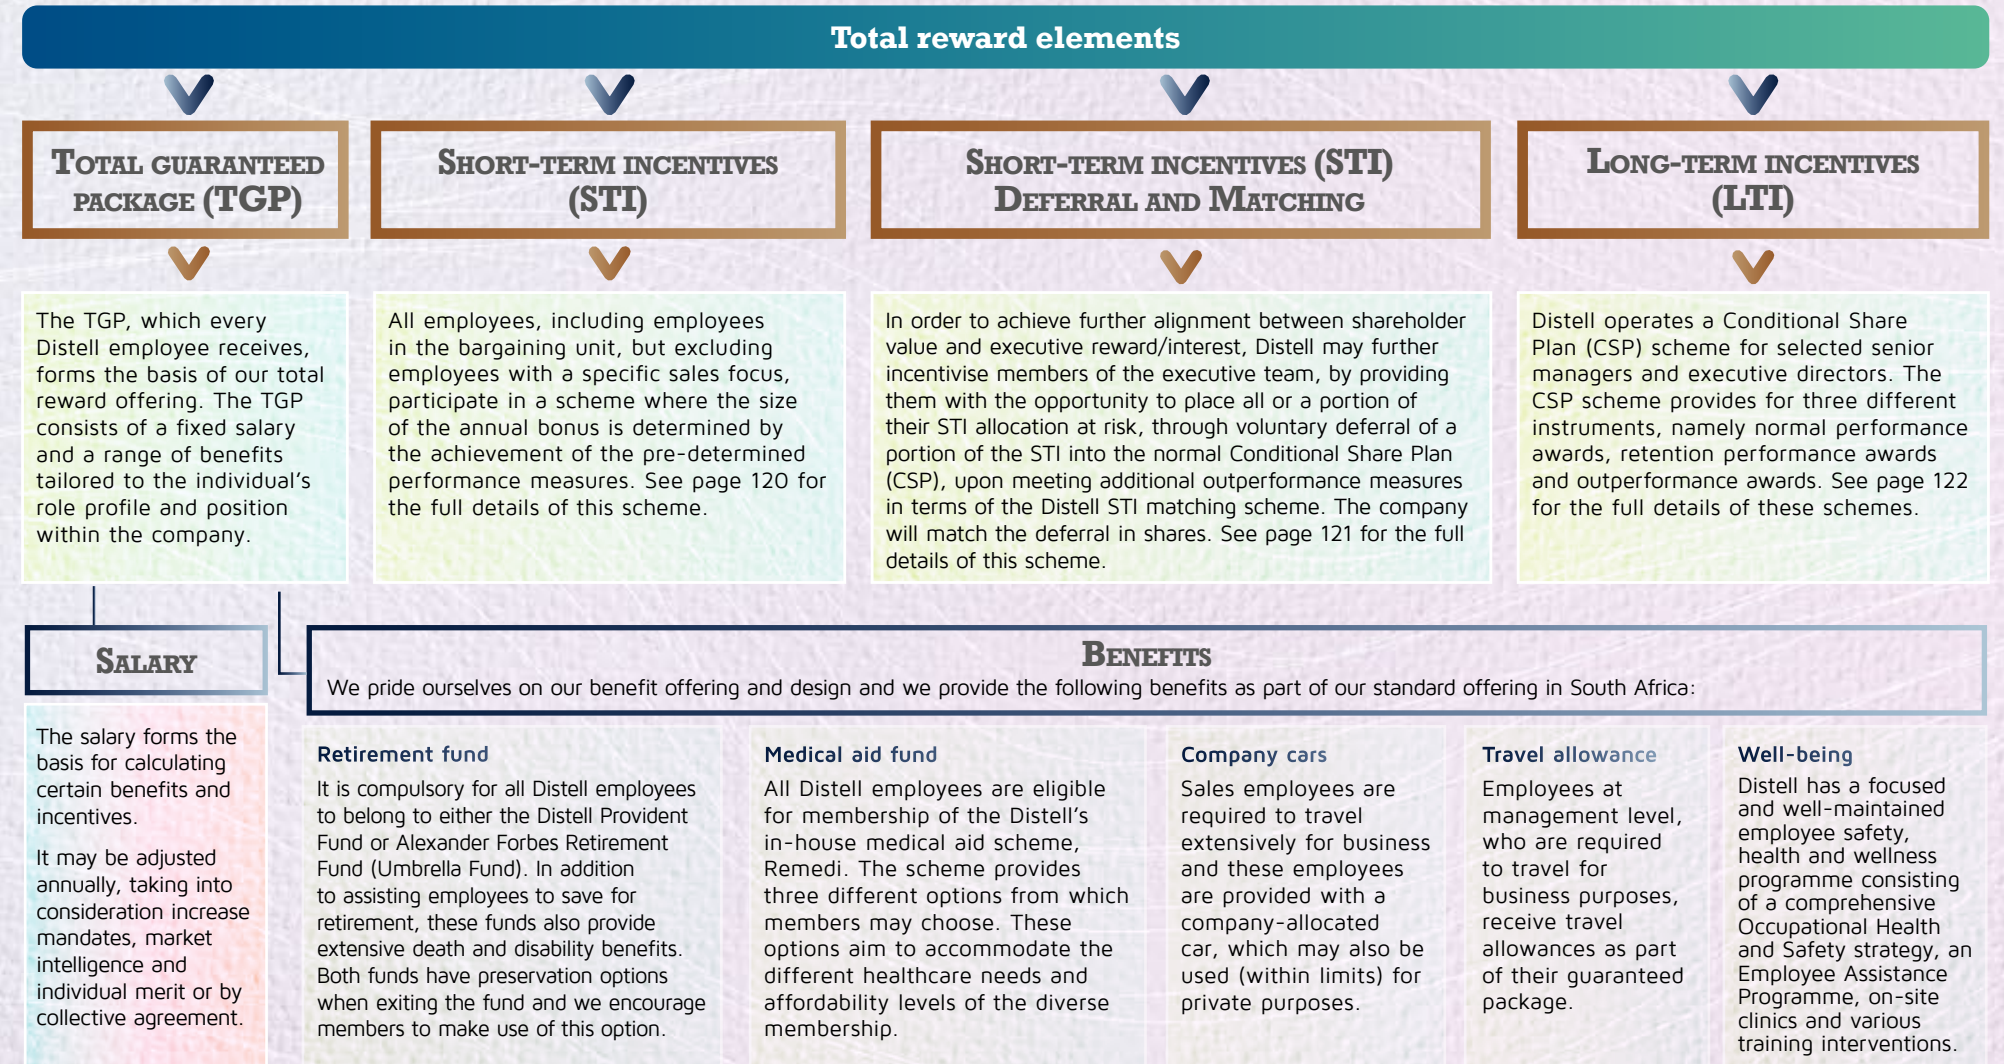 Total reward elements
Total guaranteed
package (TGP)
The TGP, which every
Distell employee receives,
forms the basis of our total
reward offering. The TGP
consists of a fixed salary
and a range of benefits
tailored to the individual's
role profile and position
within the company.
Short-term incentives
(STI)
All employees, including employees
in the bargaining unit, but excluding
employees with a specific sales focus,
participate in a scheme where the size
of the annual bonus is determined by
the achievement of the pre-determined
performance measures. See page 120 for
the full details of this scheme.
Short-term incentives (STI)
Deferral and Matching
In order to achieve further alignment between shareholder
value and executive reward/interest, Distell may further
incentivise members of the executive team, by providing
them with the opportunity to place all or a portion of
their STI allocation at risk, through voluntary deferral of a
portion of the STI into the normal Conditional Share Plan
(CSP), upon meeting additional outperformance measures
in terms of the Distell STI matching scheme. The company
will match the deferral in shares. See page 121 for the full
details of this scheme.
Long-term incentives
(LTI)
Distell operates a Conditional Share
Plan (CSP) scheme for selected senior
managers and executive directors. The
CSP scheme provides for three different
instruments, namely normal performance
awards, retention performance awards
and outperformance awards. See page 122
for the full details of these schemes.
Salary
The salary forms the
basis for calculating
certain benefits and
incentives.
It may be adjusted
annually, taking into
consideration increase
mandates, market
intelligence and
individual merit or by
collective agreement.
Benefits
We pride ourselves on our benefit offering and design and we provide the following benefits as part of our standard offering in South Africa:
Retirement fund
It is compulsory for all Distell employees
to belong to either the Distell Provident
Fund or Alexander Forbes Retirement
Fund (Umbrella Fund). In addition
to assisting employees to save for
retirement, these funds also provide
extensive death and disability benefits.
Both funds have preservation options
when exiting the fund and we encourage
members to make use of this option.
Medical aid fund
All Distell employees are eligible
for membership of the Distell's
in-house medical aid scheme,
Remedi. The scheme provides
three different options from which
members may choose. These
options aim to accommodate the
different healthcare needs and
affordability levels of the diverse
membership.
Company cars
Sales employees are
required to travel
extensively for business
and these employees
are provided with a
company-allocated
car, which may also be
used (within limits) for
private purposes.
Travel allowance
Employees at
management level,
who are required
to travel for
business purposes,
receive travel
allowances as part
of their guaranteed
package.
Well-being
Distell has a focused
and well-maintained
employee safety,
health and wellness
programme consisting
of a comprehensive
Occupational Health
and Safety strategy, an
Employee Assistance
Programme, on-site
clinics and various
training interventions.